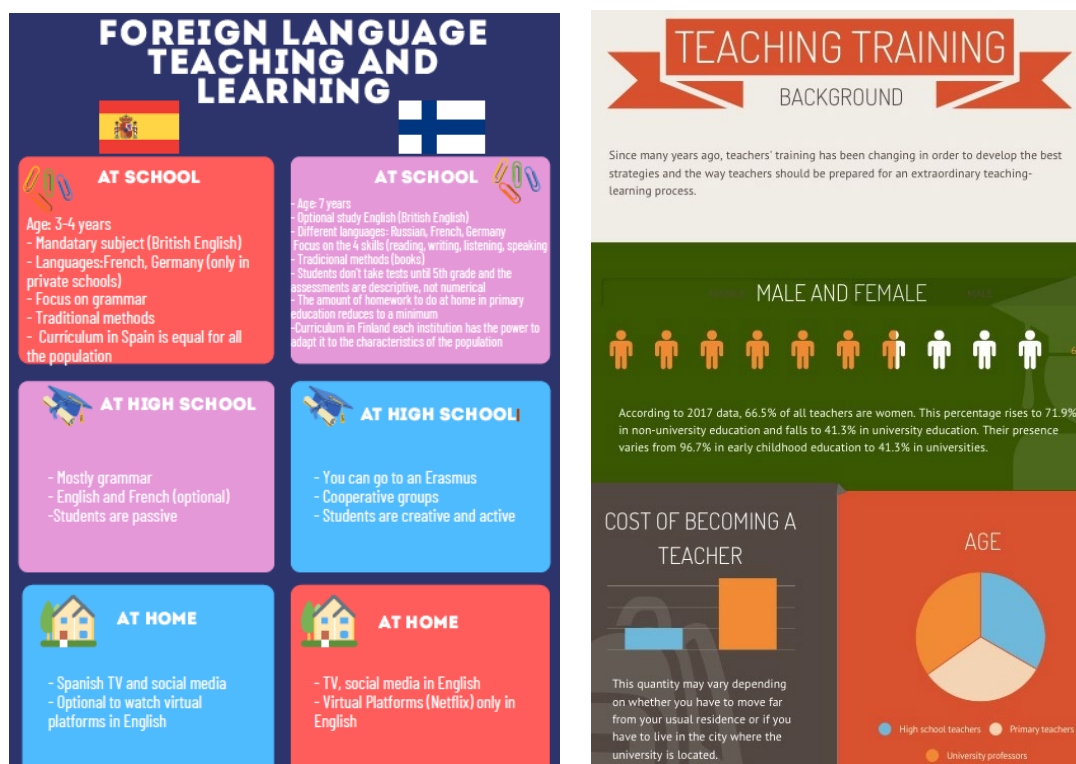 FOREIGN LANGUAGE
TEACHING AND
LEARNING
AT SCHOOL
Age: 3-4 years
- Mandatary subject (British English)
- Languages:French, Germany (only in
private schools)
- Focus on grammar
- Traditional methods
- Curriculum in Spain is equal for all
the population
AT SCHOOL
- Age: 7 years
- Optional study English (British English)
- Different languages: Russian, French, Germany
Focus on the 4 skills (reading, writing, listening, speaking
- Tradicional methods (books)
- Students don't take tests until 5th grade and the
assessments are descriptive, not numerical
- The amount of homework to do at home in primary
education reduces to a minimum
-Curriculum in Finland each institution has the power to
adapt it to the characteristics of the population
AT HIGH SCHOOL
- Mostly grammar
- English and French (optional)
-Students are passive
AT HIGH SCHOOL
- You can go to an Erasmus
- Cooperative groups
- Students are creative and active
AT HOME
- Spanish TV and social media
- Optional to watch virtual
platforms in English
AT HOME
- TV, social media in English
- Virtual Platforms (Netflix) only in
English
TEACHING TRAINING
BACKGROUND
Since many years ago, teachers' training has been changing in order to develop the best
strategies and the way teachers should be prepared for an extraordinary teaching-
learning process.
MALE AND FEMALE
According to 2017 data, 66.5% of all teachers are women. This percentage rises to 71.9%
in non-university education and falls to 41.3% in university education. Their presence
varies from 96.7% in early childhood education to 41.3% in universities.
COST OF BECOMING A
TEACHER
This quantity may vary depending
on whether you have to move far
from your usual residence or if you
have to live in the city where the
university is located.
AGE
High school teachers
Primary teachers
University professors